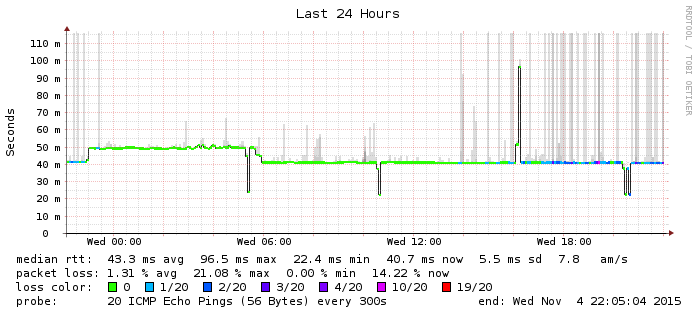 Last 24 Hours
RRDTOOL / TOBI OETIKER
Seconds
110 m
100 m
90 m
80 m
70 m
60 m
50 m
40 m
30 m
20 m
10 m
0
Wed 00:00 Wed 06:00 Wed 12:00 Wed 18:00
median rtt: 43.3 ms avg 96.5 ms max 22.4 ms min 40.7 ms now 5.5 ms sd 7.8 am/s
packet loss: 1.31 % avg 21.08 % max 0.00 % min 14.22 % now
loss color: 0 1/20 2/20 3/20 4/20 10/20 19/20
probe: 20 ICMP Echo Pings (56 Bytes) every 300s end: Wed Nov 4 22:05:04 2015